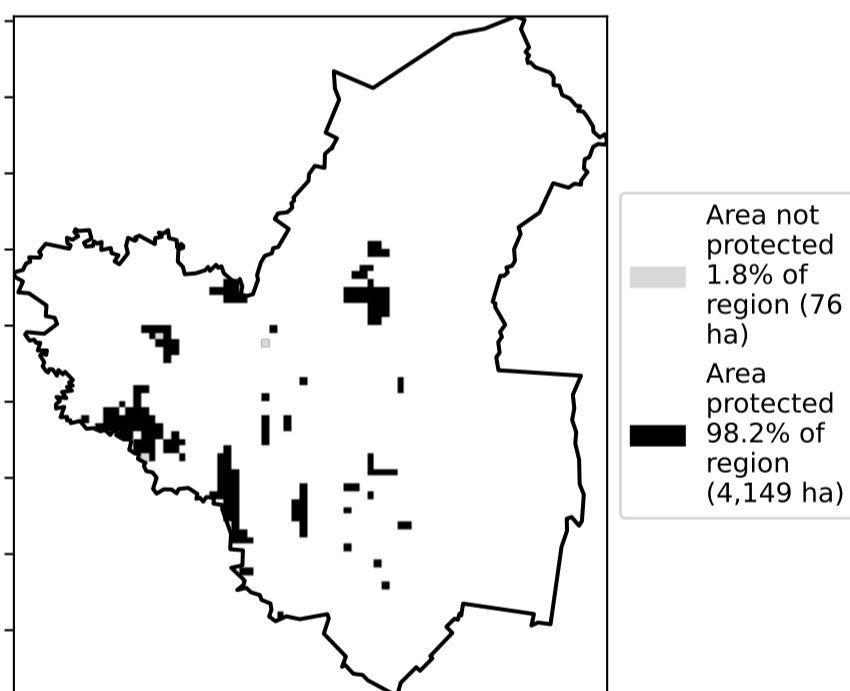 Area not
protected
1.8% of
region (76
ha)
Area
protected
98.2% of
region
(4,149 ha)